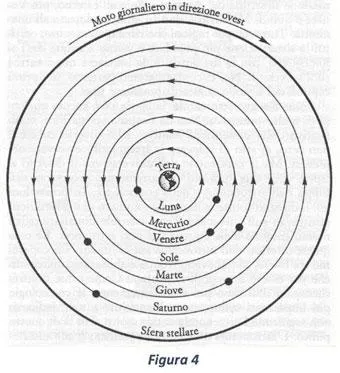 Moto giornaliero in direzione ovest
Terra
Luna
Mercurio
Venere
Sole
Marte
Giove
Saturno
Sfera stellare
Figura 4